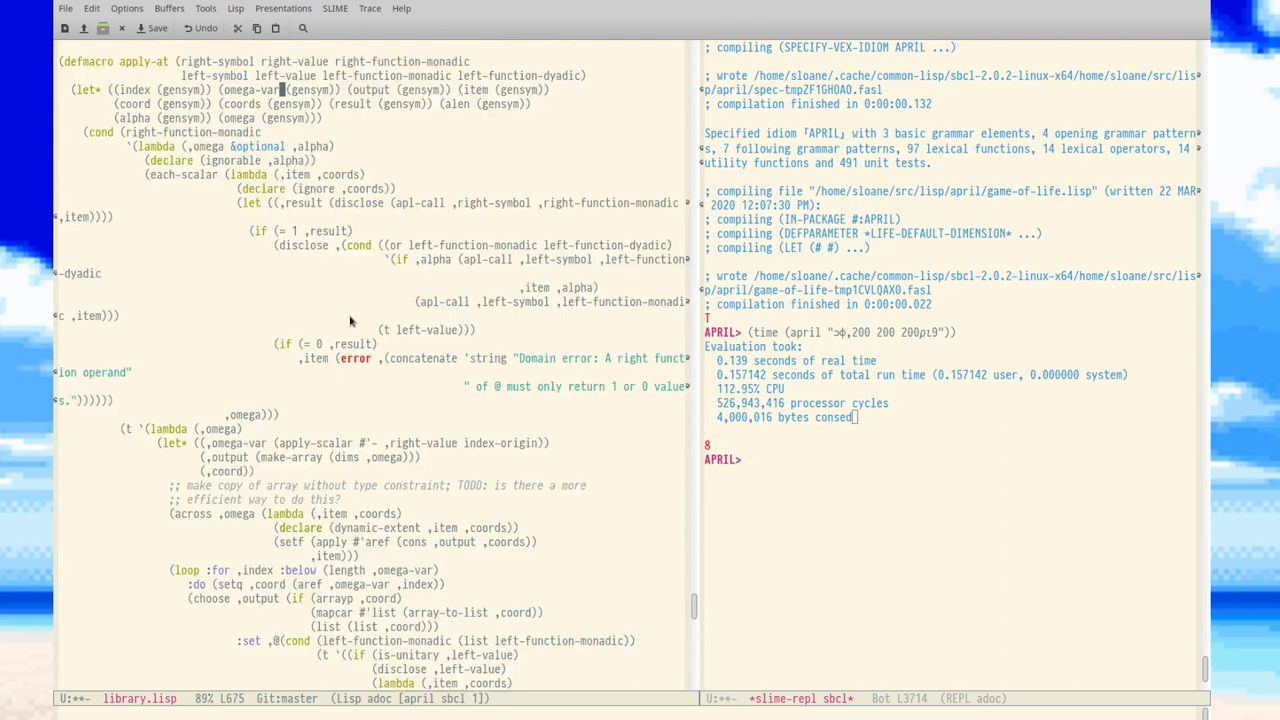 File Edit Options Buffers Tools Lisp Presentations SLIME Trace Help
Save Undo
(defmacro apply-at (right-symbol right-value right-function-monadic
left-symbol left-value left-function-monadic left-function-dyadic)
(let* ((index (gensym)) (omega-var (gensym)) (output (gensym)) (item (gensym))
(coord (gensym)) (coords (gensym)) (result (gensym)) (alen (gensym))
(alpha (gensym)) (omega (gensym)))
(cond (right-function-monadic
`(lambda (,omega &optional ,alpha)
(declare (ignorable ,alpha))
(each-scalar (lambda (,item ,coords)
(declare (ignore ,coords))
(let ((,result (disclose (apl-call ,right-symbol ,right-function-monadic
,item))))
(if (= 1 ,result)
(disclose ,(cond ((or left-function-monadic left-function-dyadic)
`(if ,alpha (apl-call ,left-symbol ,left-function
-dyadic
,item ,alpha)
(apl-call ,left-symbol ,left-function-monadi
c ,item)))
(t left-value)))
(if (= 0 ,result)
,item (error ,(concatenate 'string "Domain error: A right funct
ion operand"
" of @ must only return 1 or 0 value
s."))))))
,omega)))
(t `(lambda (,omega)
(let* ((,omega-var (apply-scalar #'- ,right-value index-origin))
(,output (make-array (dims ,omega)))
(,coord))
;; make copy of array without type constraint; TODO: is there a more
;; efficient way to do this?
(across ,omega (lambda (,item ,coords)
(declare (dynamic-extent ,item ,coords))
(setf (apply #'aref (cons ,output ,coords))
,item)))
(loop :for ,index :below (length ,omega-var)
:do (setq ,coord (aref ,omega-var ,index))
(choose ,output (if (arrayp ,coord)
(mapcar #'list (array-to-list ,coord))
(list (list ,coord)))
:set ,@(cond (left-function-monadic (list left-function-monadic))
(t `((if (is-unitary ,left-value)
(disclose ,left-value)
(lambda (,item ,coords)
U:**- library.lisp 89% L675 Git:master (Lisp adoc [april sbcl 1])
; compiling (SPECIFY-VEX-IDIOM APRIL ...)
; wrote /home/sloane/.cache/common-lisp/sbcl-2.0.2-linux-x64/home/sloane/src/lis
p/april/spec-tmpZF1GHOAO.fasl
; compilation finished in 0:00:00.132
Specified idiom「APRIL」with 3 basic grammar elements, 4 opening grammar pattern
s, 7 following grammar patterns, 97 lexical functions, 14 lexical operators, 14
utility functions and 491 unit tests.
; compiling file "/home/sloane/src/lisp/april/game-of-life.lisp" (written 22 MAR
2020 12:07:30 PM):
; compiling (IN-PACKAGE #:APRIL)
; compiling (DEFPARAMETER *LIFE-DEFAULT-DIMENSION* ...)
; compiling (LET (# #) ...)
; wrote /home/sloane/.cache/common-lisp/sbcl-2.0.2-linux-x64/home/sloane/src/lis
p/april/game-of-life-tmp1CVLQAX0.fasl
; compilation finished in 0:00:00.022
T
APRIL> (time (april "⊃⌽,200 200 200⍴⍳9"))
Evaluation took:
0.139 seconds of real time
0.157142 seconds of total run time (0.157142 user, 0.000000 system)
112.95% CPU
526,943,416 processor cycles
4,000,016 bytes consed
8
APRIL>
U:**- *slime-repl sbcl* Bot L3714 (REPL adoc)